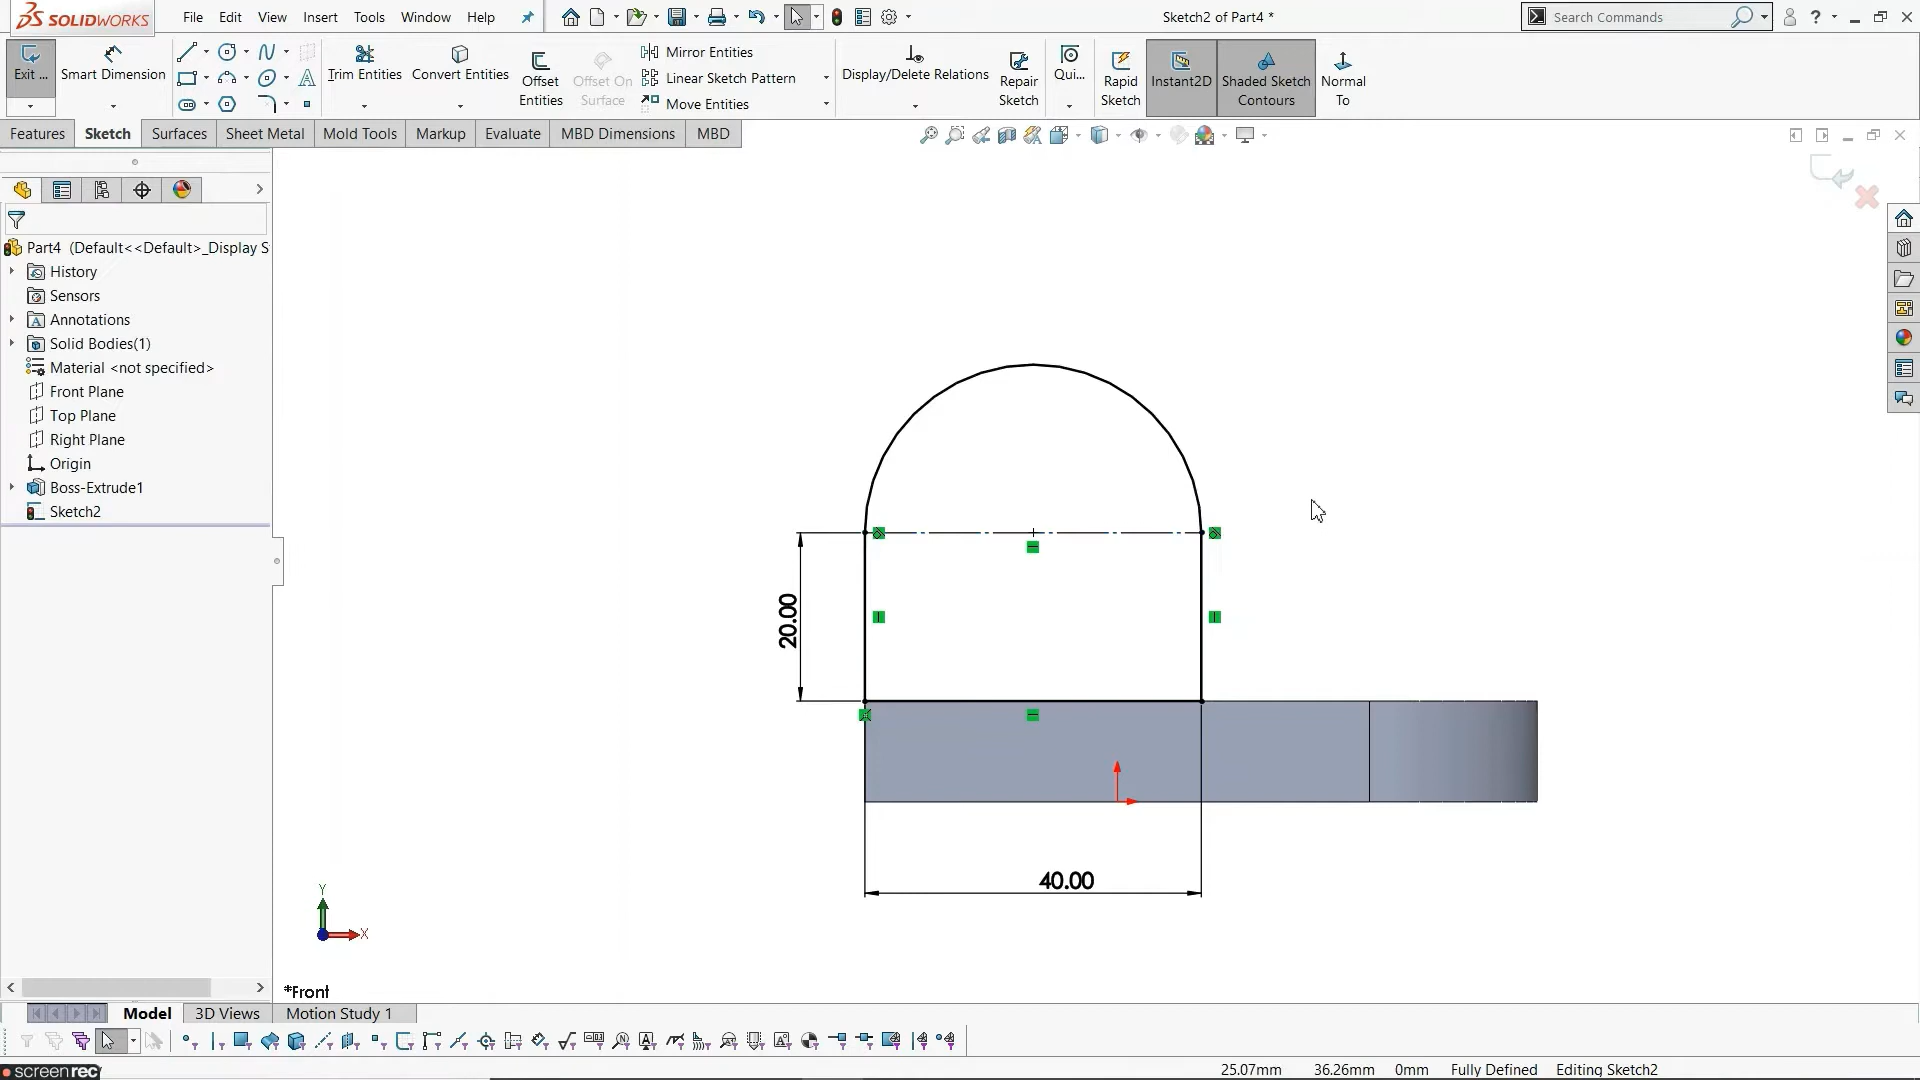 SOLIDWORKS
File Edit View Insert Tools Window Help
Sketch2 of Part4 *
Search Commands
?
Exit ...
Smart Dimension
Trim Entities
Convert Entities
Offset
Entities
Offset On
Surface
Mirror Entities
Linear Sketch Pattern
Move Entities
Display/Delete Relations
Repair
Sketch
Qui...
Rapid
Sketch
Instant2D
Shaded Sketch
Contours
Normal
To
Features Sketch Surfaces Sheet Metal Mold Tools Markup Evaluate MBD Dimensions MBD
Part4 (Default<<Default>_Display S
History
Sensors
Annotations
Solid Bodies(1)
Material <not specified>
Front Plane
Top Plane
Right Plane
Origin
Boss-Extrude1
Sketch2
20.00
40.00
Y
X
*Front
Model 3D Views Motion Study 1
screenrec
25.07mm 36.26mm 0mm Fully Defined Editing Sketch2